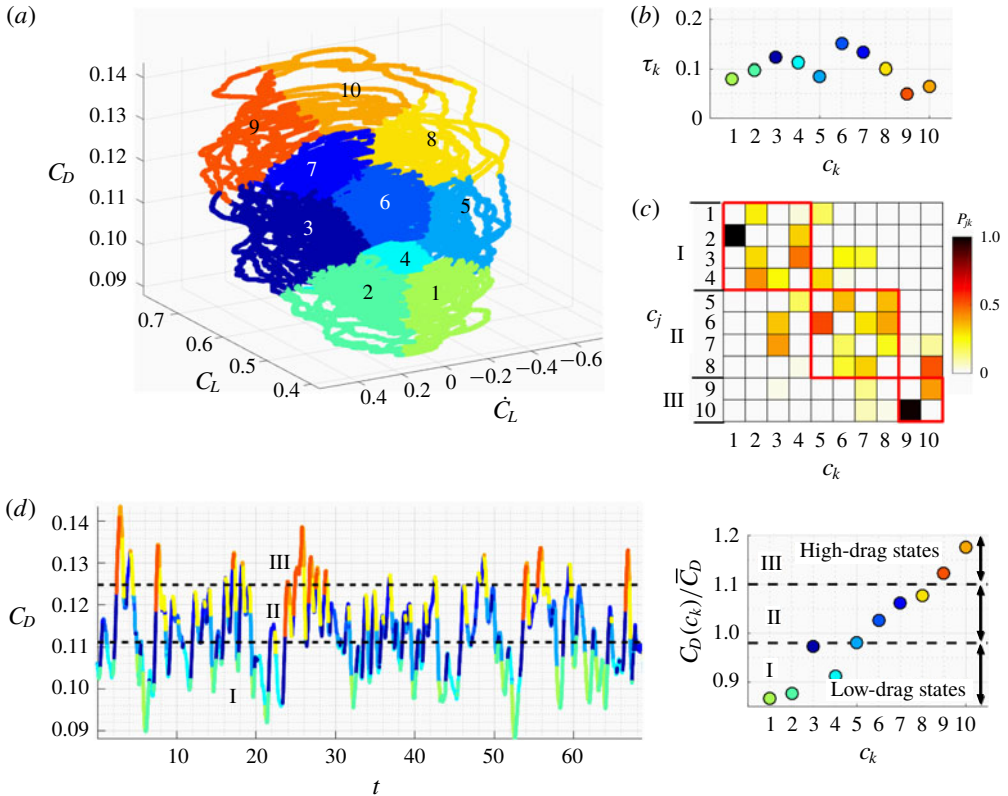 (a)
0.14
0.13
0.12
C_D
0.11
0.10
0.09
0.7
0.6
0.5
0.4
C_L
0.4
0.2
0
−0.2
−0.4
−0.6
Ċ_L
10
9
8
7
6
5
3
4
2
1
(b)
0.2
τ_k
0.1
0
1 2 3 4 5 6 7 8 9 10
c_k
(c)
P_jk
1.0
0
I
II
III
c_j
1
2
3
4
5
6
7
8
9
10
1 2 3 4 5 6 7 8 9 10
c_k
(d)
0.14
0.13
0.12
C_D
0.11
0.10
0.09
III
II
I
10 20 30 40 50 60
t
1.2
1.1
1.0
0.9
C_D(c_k)/C̅_D
III
High-drag states
II
I
Low-drag states
1 2 3 4 5 6 7 8 9 10
c_k